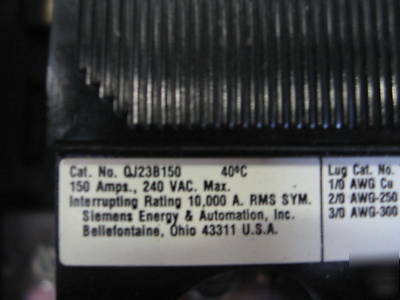 Cat. No. QJ23B150 40ºC
150 Amps., 240 VAC. Max.
Interrupting Rating 10,000 A. RMS SYM.
Siemens Energy & Automation, Inc.
Bellefontaine, Ohio 43311 U.S.A.
Lug Cat. No.
1/0 AWG Cu
2/0 AWG-250
3/0 AWG-300